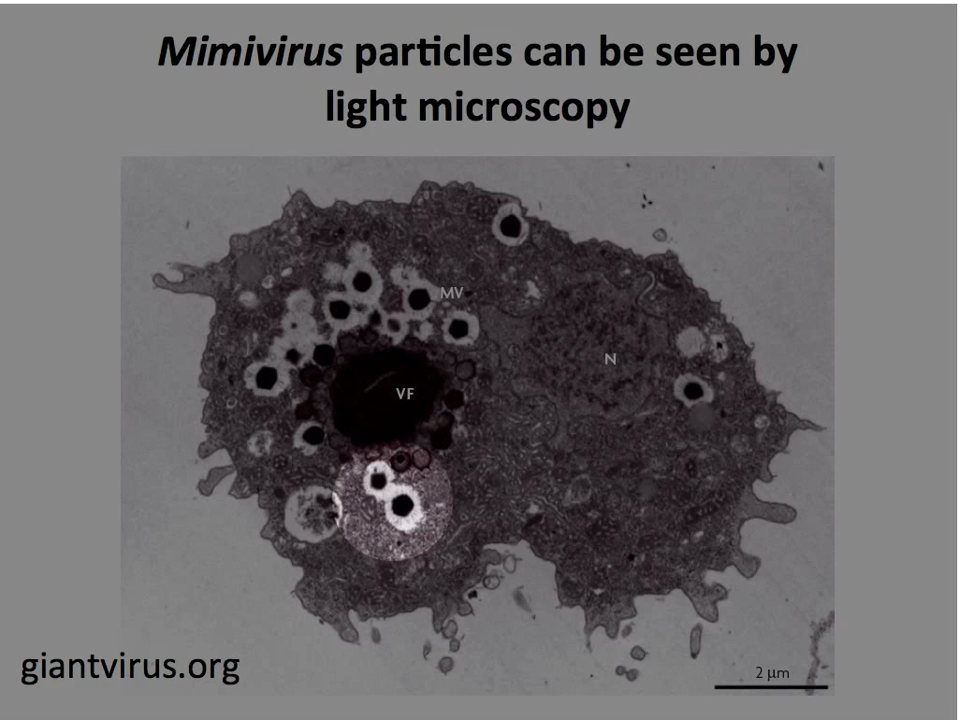 Mimivirus particles can be seen by
light microscopy
MV
N
VF
giantvirus.org
2 µm